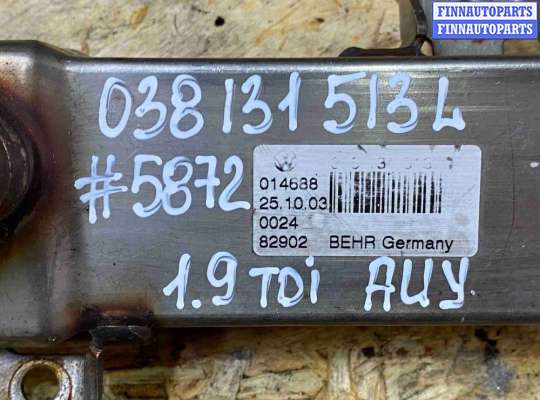 FINNAUTOPARTS
FINNAUTOPARTS
038 131 513 L
#5872
014688
25.10.03
0024
82902 BEHR Germany
1.9 TDi AUY